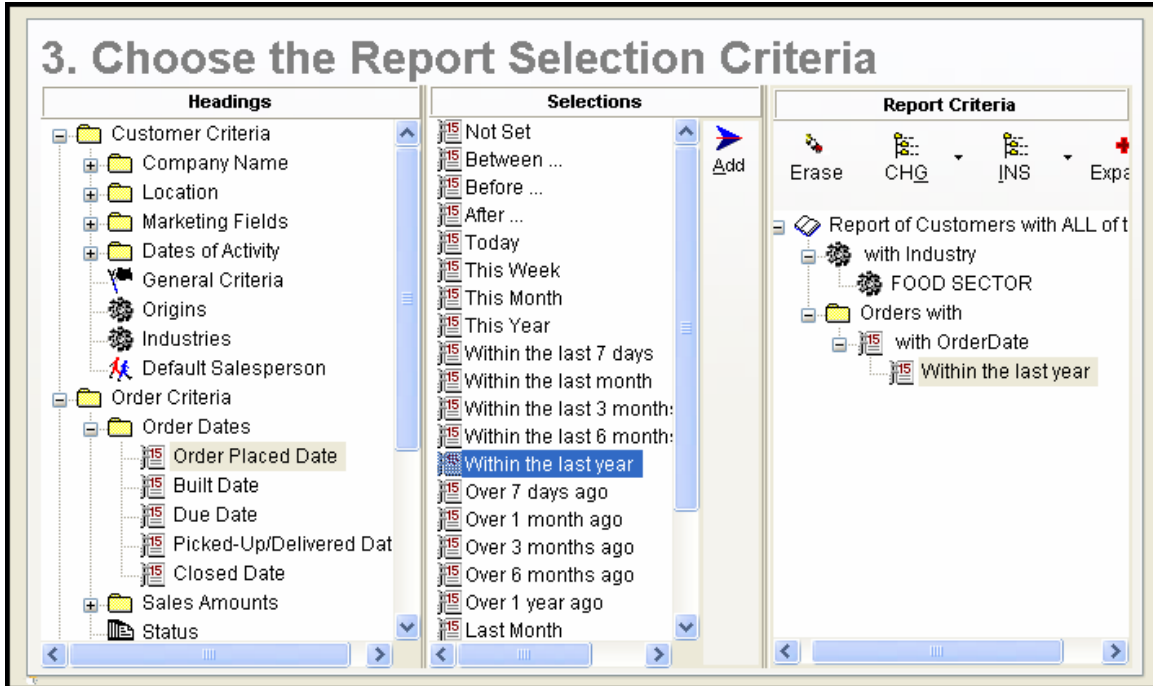 3. Choose the Report Selection Criteria
Headings
Customer Criteria
Company Name
Location
Marketing Fields
Dates of Activity
General Criteria
Origins
Industries
Default Salesperson
Order Criteria
Order Dates
Order Placed Date
Built Date
Due Date
Picked-Up/Delivered Dat
Closed Date
Sales Amounts
Status
Selections
Not Set
Between ...
Before ...
After ...
Today
This Week
This Month
This Year
Within the last 7 days
Within the last month
Within the last 3 months
Within the last 6 months
Within the last year
Over 7 days ago
Over 1 month ago
Over 3 months ago
Over 6 months ago
Over 1 year ago
Last Month
Add
Report Criteria
Erase CHG INS Expa
Report of Customers with ALL of t
with Industry
FOOD SECTOR
Orders with
with OrderDate
Within the last year